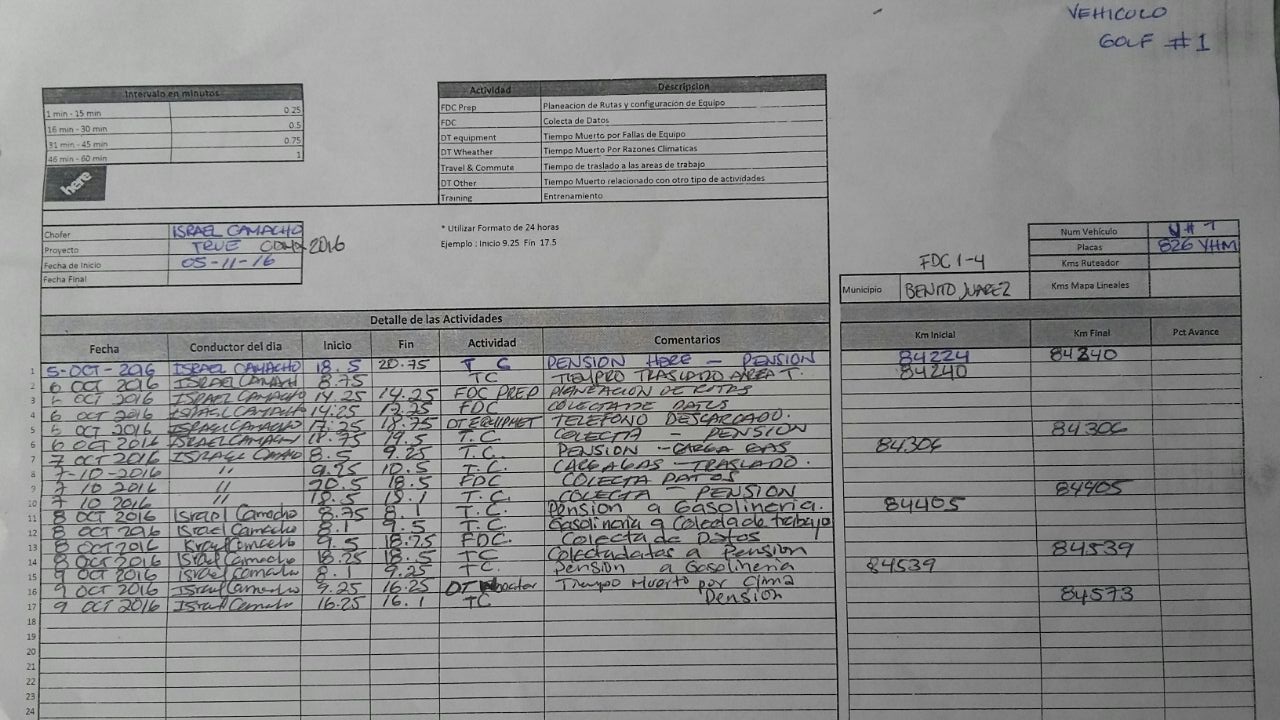 VEHICULO
GOLF #1
Intervalo en minutos
1 min - 15 min 0.25
16 min - 30 min 0.5
31 min - 45 min 0.75
46 min - 60 min 1
here
Actividad Descripcion
FDC Prep Planeacion de Rutas y configuracion de Equipo
FDC Colecta de Datos
DT equipment Tiempo Muerto por Fallas de Equipo
DT Wheather Tiempo Muerto Por Razones Climaticas
Travel & Commute Tiempo de traslado a las areas de trabajo
DT Other Tiempo Muerto relacionado con otro tipo de actividades
Training Entrenamiento
Chofer ISRAEL CAMACHO
Proyecto TRUE CDMX 2016
Fecha de Inicio 05-11-16
Fecha Final
* Utilizar Formato de 24 horas
Ejemplo : Inicio 9.25 Fin 17.5
Num Vehículo
Placas 826 YHM
Kms Ruteador
Kms Mapa Lineales
FDC 1-4
Municipio BENITO JUAREZ
Detalle de las Actividades
Fecha Conductor del dia Inicio Fin Actividad Comentarios Km Inicial Km Final Pct Avance
1 5-OCT-2016 ISRAEL CAMACHO 18.5 20.75 T C PENSION HERE - PENSION 84224 84240
2 6 OCT 2016 ISRAEL CAMACH 8.75 TC TIEMPRO TRASLADO AREA T. 84240
3 6 OCT 2016 ISRAEL CAMACHO 14.25 14.25 FDC PREP PLANEACION DE RUTAS
4 6 OCT 2016 ISRAEL CAMACHO 14.25 FDC COLECTA DE DATOS
5 6 OCT 2016 ISRAEL CAMACHO 17.25 18.75 DT EQUIPMET TELEFONO DESCARGADO.
6 6 OCT 2016 ISRAEL CAMACHO 18.75 19.5 T.C. COLECTA - PENSION 84306
7 7 OCT 2016 ISRAEL CAMAO 8.5 9.25 T.C. PENSION - CARGA GAS 84306
8 7-10-2016 " 9.25 10.5 T.C. CARGA GAS - TRASLADO.
9 7 10 2016 " 10.5 18.5 FDC COLECTA DATOS
10 7 10 2016 " 18.5 19.1 T.C. COLECTA - PENSION 84405
11 8 OCT 2016 Israel Camacho 8.75 8.1 T.C. Pension a Gasolineria. 84405
12 8 OCT 2016 Israel Camacho 8.1 9.5 T.C. Gasolineria a Colecta de trabajo
13 8 OCT 2016 Israel Camacho 9.5 18.25 FDC. Colecta de Datos
14 8 OCT 2016 Israel Camacho 18.25 18.5 TC Colectadatos a Pension 84539
15 9 OCT 2016 Israel Camacho 8. 9.25 TC Pension a Gasolineria 84539
16 9 OCT 2016 Israel Camacho 9.25 16.25 DT Tiempo Muerto por Clima
17 9 OCT 2016 Israel Camacho 16.25 16.1 TC Pension 84573
18
19
20
21
22
23
24